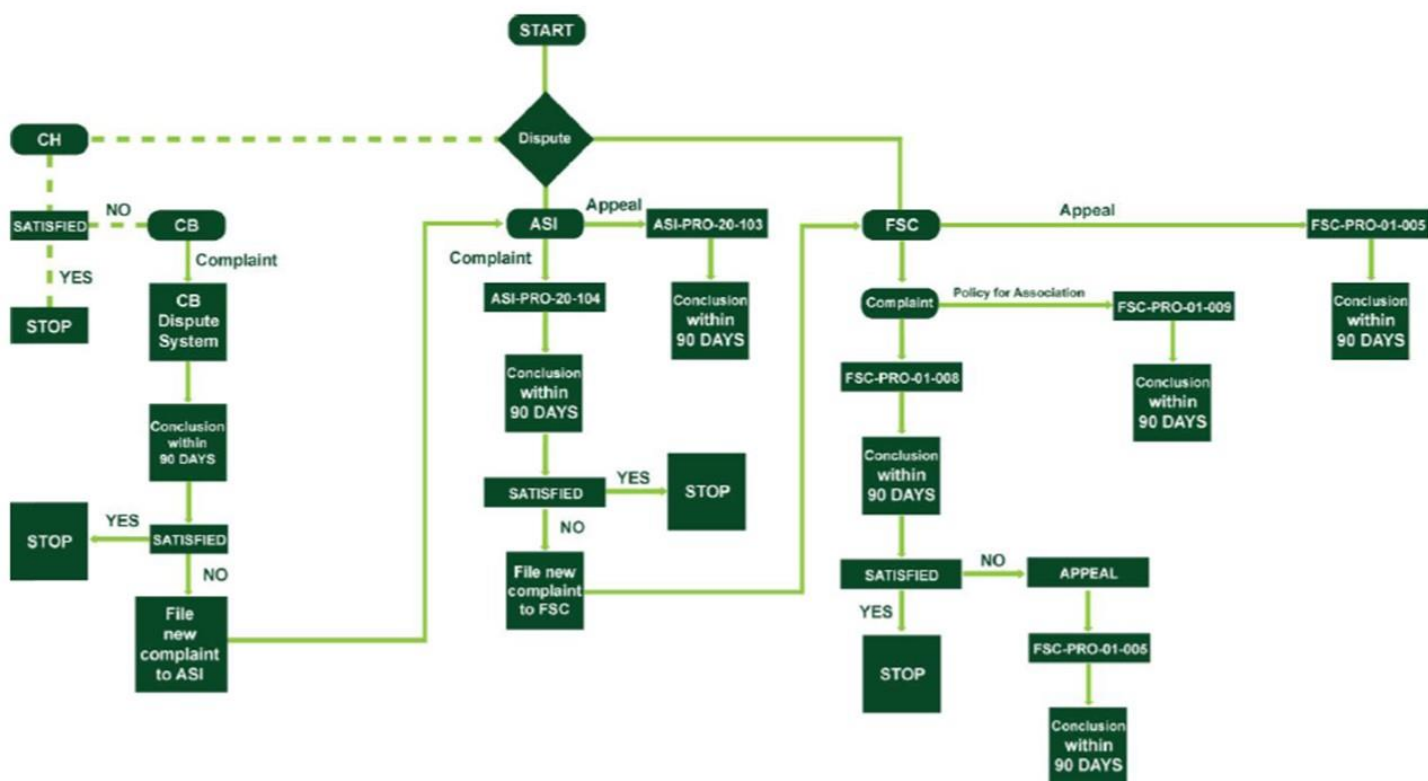 START
Dispute
CH
SATISFIED
NO
YES
STOP
CB
Complaint
CB
Dispute
System
Conclusion
within
90 DAYS
SATISFIED
YES
STOP
NO
File
new
complaint
to ASI
ASI
Appeal
ASI-PRO-20-103
Conclusion
within
90 DAYS
Complaint
ASI-PRO-20-104
Conclusion
within
90 DAYS
SATISFIED
YES
STOP
NO
File new
complaint
to FSC
FSC
Appeal
FSC-PRO-01-005
Conclusion
within
90 DAYS
Complaint
Policy for Association
FSC-PRO-01-009
Conclusion
within
90 DAYS
FSC-PRO-01-008
Conclusion
within
90 DAYS
SATISFIED
NO
APPEAL
YES
STOP
FSC-PRO-01-005
Conclusion
within
90 DAYS